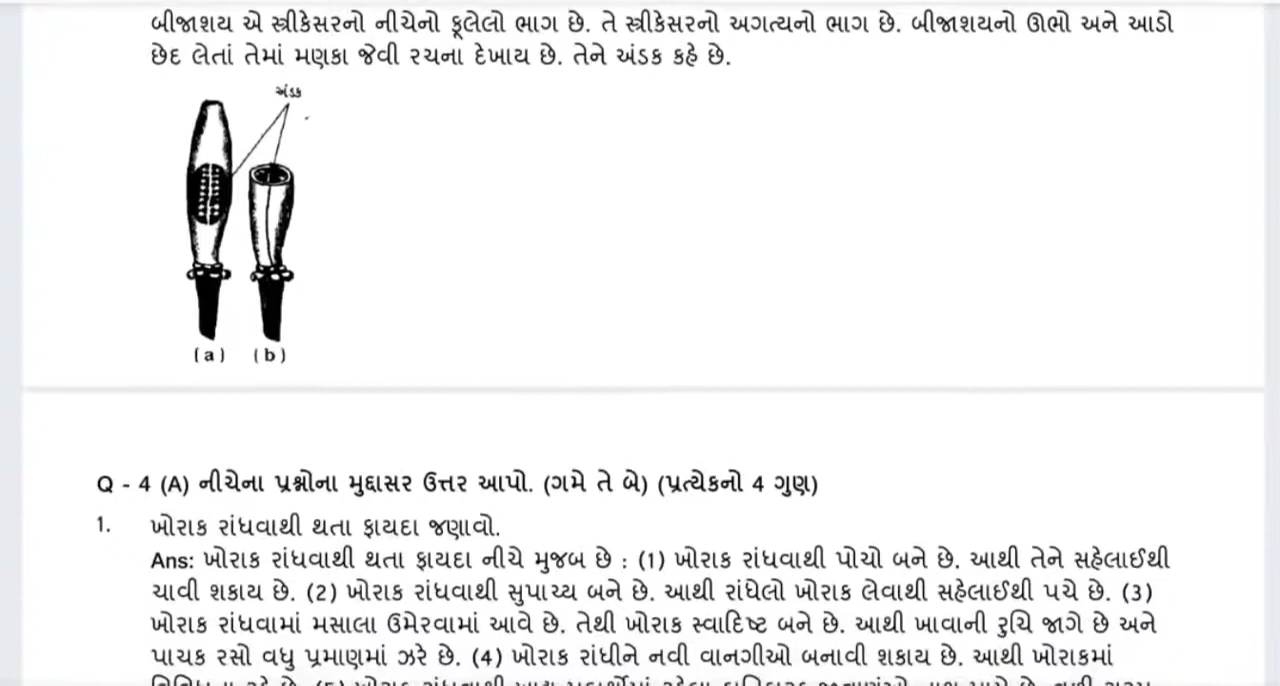 બીજાશય એ સ્ત્રીકેસરનો નીચેનો ફૂલેલો ભાગ છે. તે સ્ત્રીકેસરનો અગત્યનો ભાગ છે. બીજાશયનો ઊભો અને આડો
છેદ લેતાં તેમાં મણકા જેવી રચના દેખાય છે. તેને અંડક કહે છે.
અંડક
(a) (b)
Q - 4 (A) નીચેના પ્રશ્નોના મુદ્દાસર ઉત્તર આપો. (ગમે તે બે) (પ્રત્યેકનો 4 ગુણ)
1. ખોરાક રાંધવાથી થતા ફાયદા જણાવો.
Ans: ખોરાક રાંધવાથી થતા ફાયદા નીચે મુજબ છે : (1) ખોરાક રાંધવાથી પોચો બને છે. આથી તેને સહેલાઈથી
ચાવી શકાય છે. (2) ખોરાક રાંધવાથી સુપાચ્ય બને છે. આથી રાંધેલો ખોરાક લેવાથી સહેલાઈથી પચે છે. (3)
ખોરાક રાંધવામાં મસાલા ઉમેરવામાં આવે છે. તેથી ખોરાક સ્વાદિષ્ટ બને છે. આથી ખાવાની રુચિ જાગે છે અને
પાચક રસો વધુ પ્રમાણમાં ઝરે છે. (4) ખોરાક રાંધીને નવી વાનગીઓ બનાવી શકાય છે. આથી ખોરાકમાં